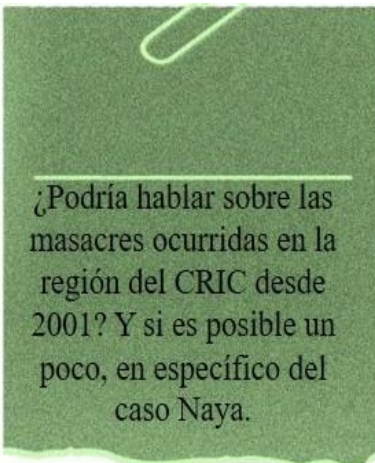 ¿Podría hablar sobre las
masacres ocurridas en la
región del CRIC desde
2001? Y si es posible un
poco, en específico del
caso Naya.